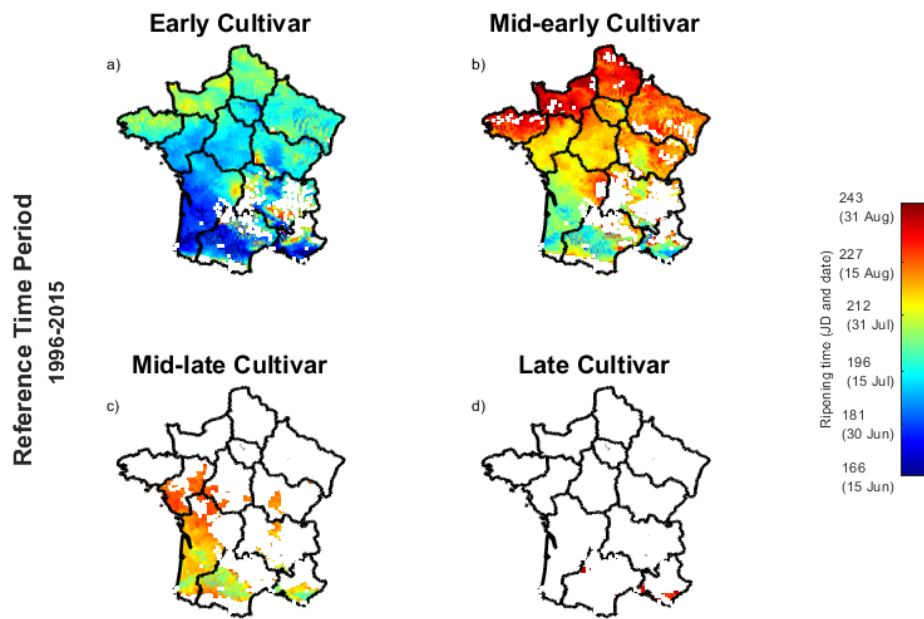 Early Cultivar
Mid-early Cultivar
a)
b)
Reference Time Period
1996-2015
Mid-late Cultivar
Late Cultivar
c)
d)
Ripening time (JD and date)
243
(31 Aug)
227
(15 Aug)
212
(31 Jul)
196
(15 Jul)
181
(30 Jun)
166
(15 Jun)